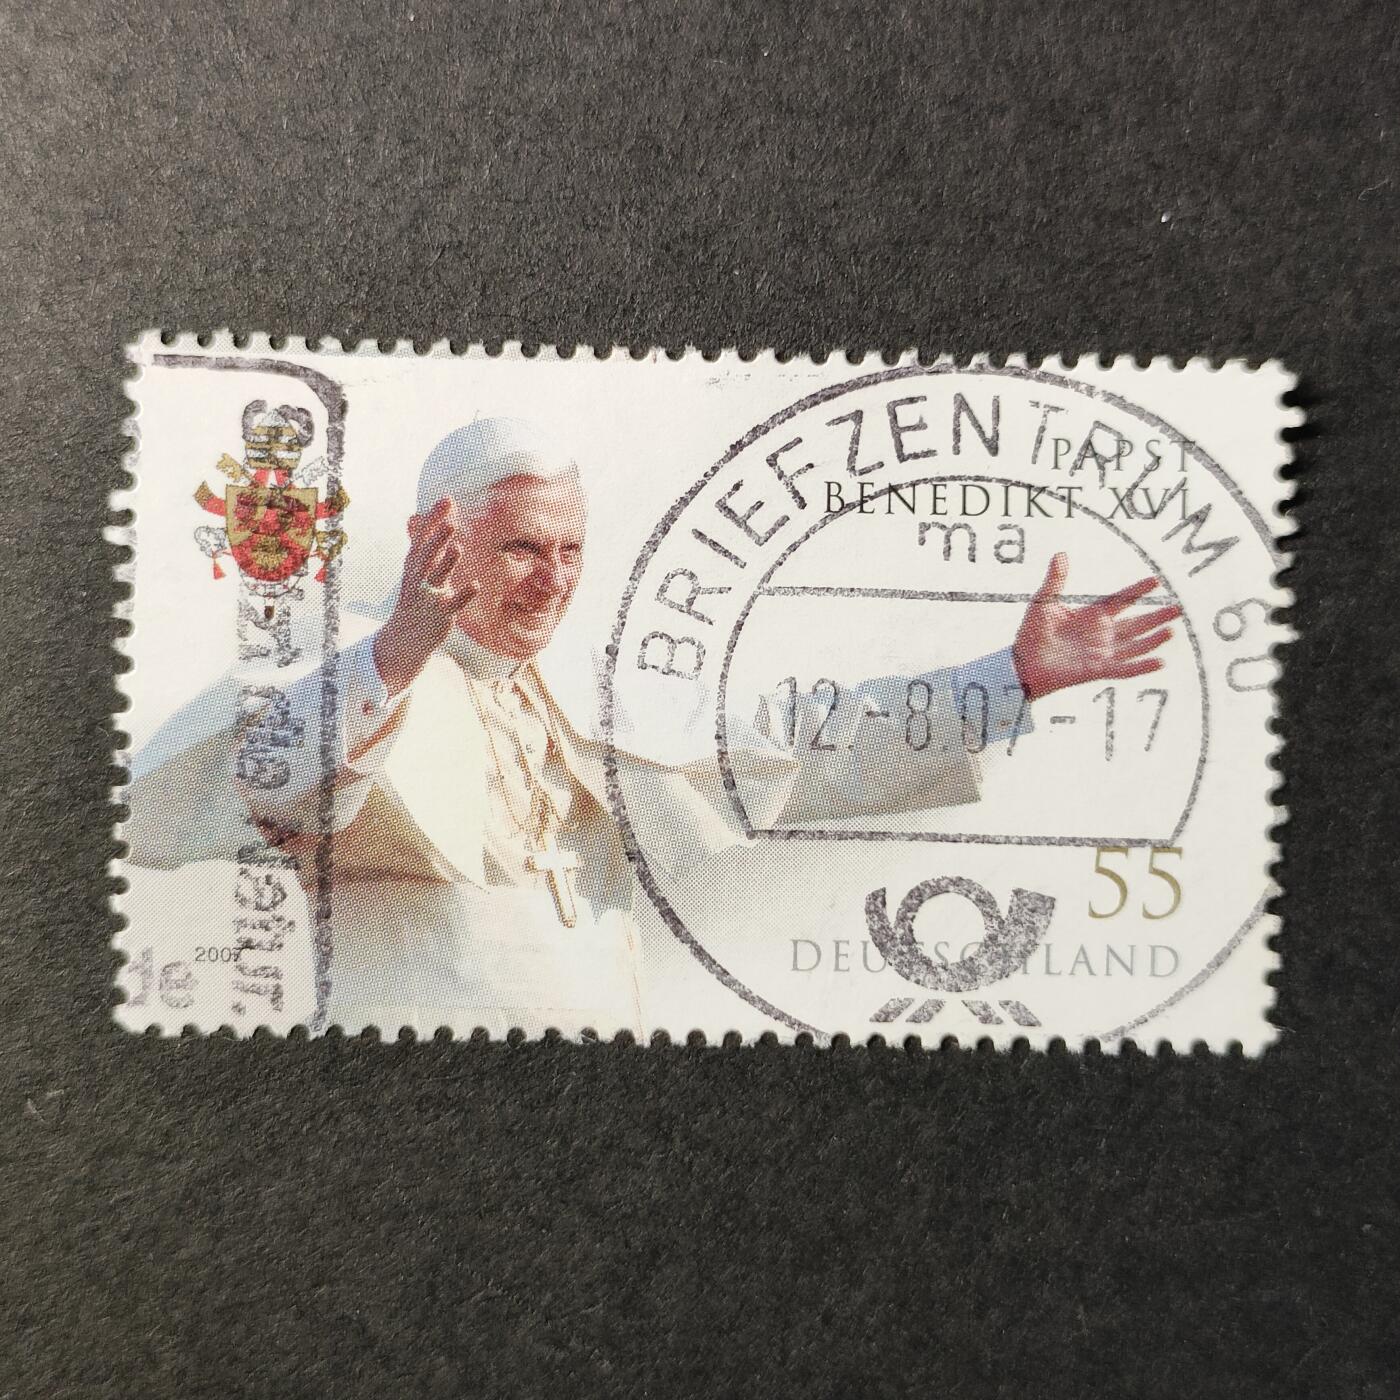 PAPST
BENEDIKT XVI.
BRIEFZENTRUM 60
ma
12.-8.07-17
55
DEUTSCHLAND
2007